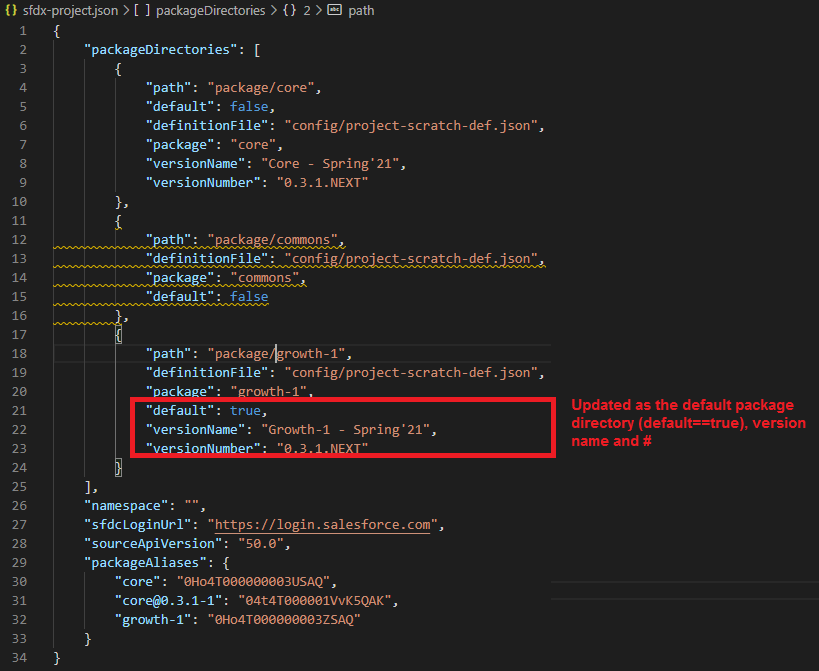 {} sfdx-project.json > [ ] packageDirectories > {} 2 > abc path
1 {
2 "packageDirectories": [
3 {
4 "path": "package/core",
5 "default": false,
6 "definitionFile": "config/project-scratch-def.json",
7 "package": "core",
8 "versionName": "Core - Spring'21",
9 "versionNumber": "0.3.1.NEXT"
10 },
11 {
12 "path": "package/commons",
13 "definitionFile": "config/project-scratch-def.json",
14 "package": "commons",
15 "default": false
16 },
17 {
18 "path": "package/growth-1",
19 "definitionFile": "config/project-scratch-def.json",
20 "package": "growth-1",
21 "default": true,
22 "versionName": "Growth-1 - Spring'21",
23 "versionNumber": "0.3.1.NEXT"
Updated as the default package
directory (default==true), version
name and #
24 }
25 ],
26 "namespace": "",
27 "sfdcLoginUrl": "https://login.salesforce.com",
28 "sourceApiVersion": "50.0",
29 "packageAliases": {
30 "core": "0Ho4T000000003USAQ",
31 "core@0.3.1-1": "04t4T000001VvK5QAK",
32 "growth-1": "0Ho4T000000003ZSAQ"
33 }
34 }